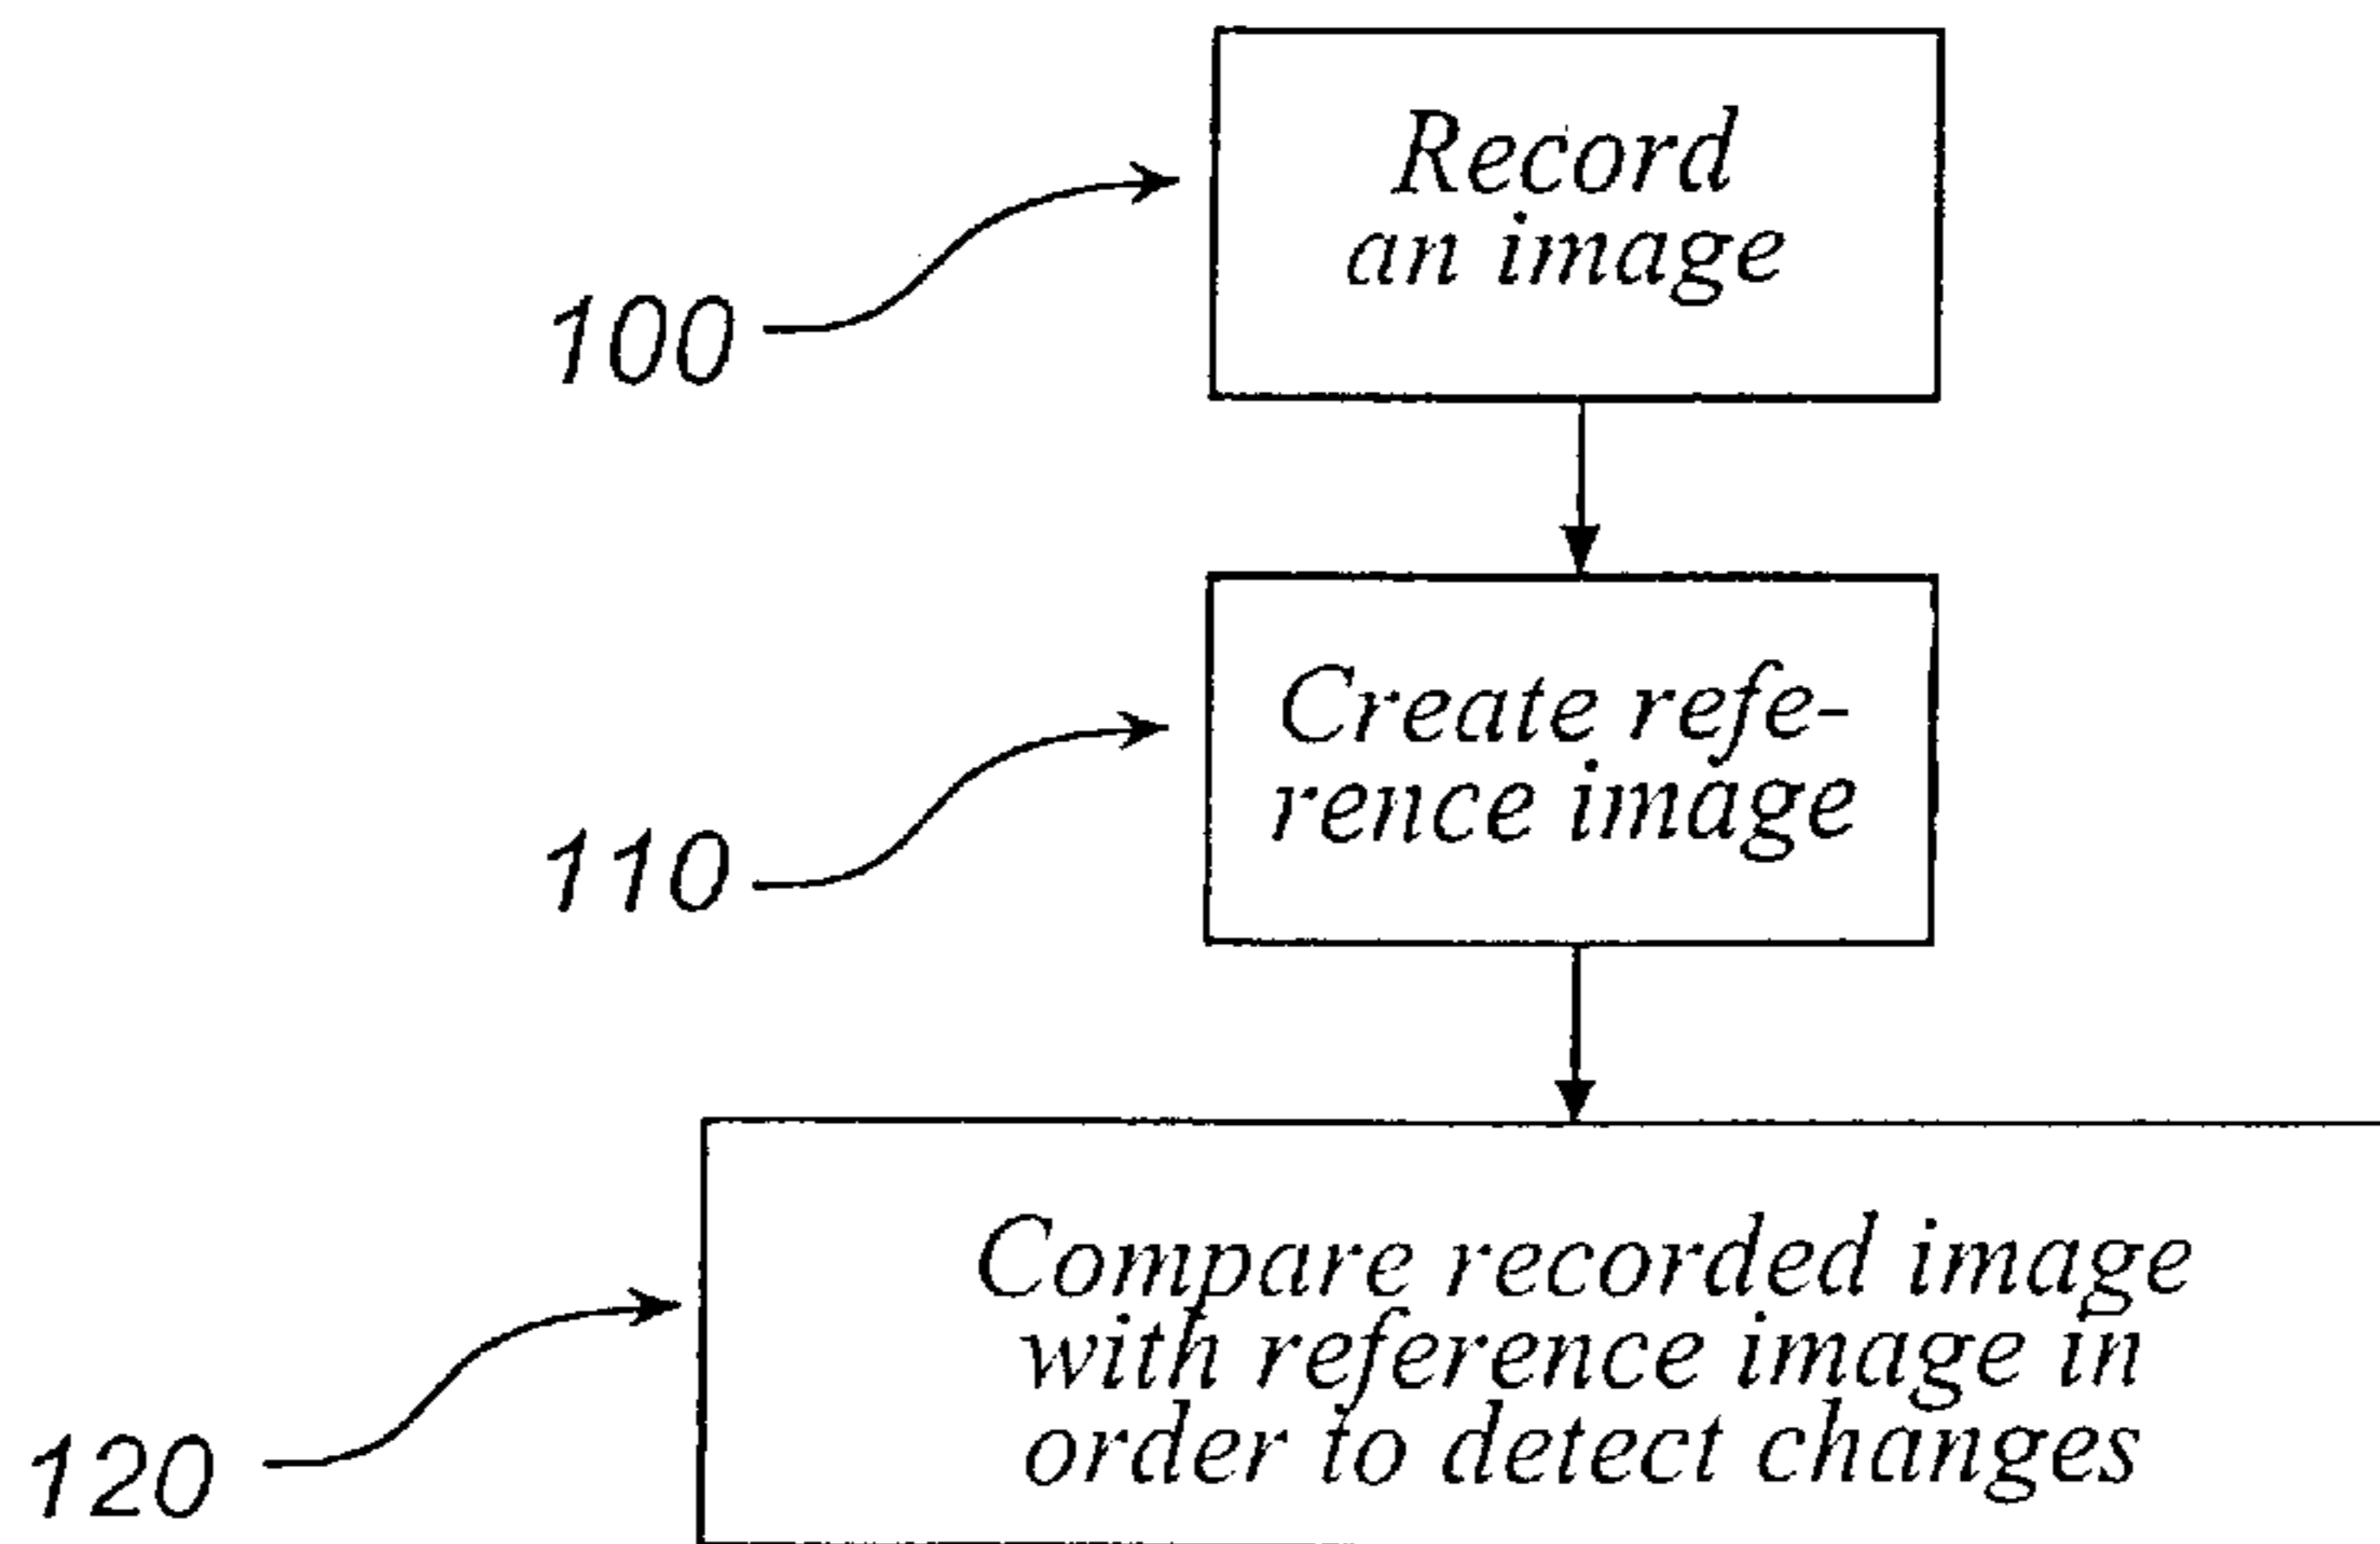 Record
an image
100
Create refe-
rence image
110
Compare recorded image
with reference image in
order to detect changes
120